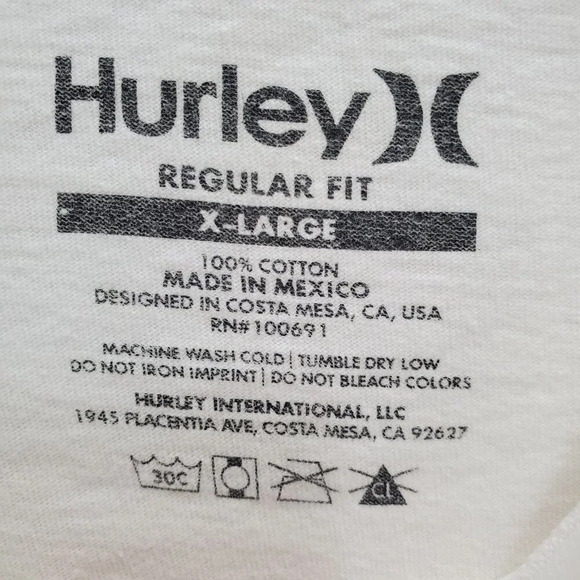 Hurley
REGULAR FIT
X-LARGE
100% COTTON
MADE IN MEXICO
DESIGNED IN COSTA MESA, CA, USA
RN# 100691
MACHINE WASH COLD | TUMBLE DRY LOW
DO NOT IRON IMPRINT | DO NOT BLEACH COLORS
HURLEY INTERNATIONAL, LLC
1945 PLACENTIA AVE, COSTA MESA, CA 92627
30C CL